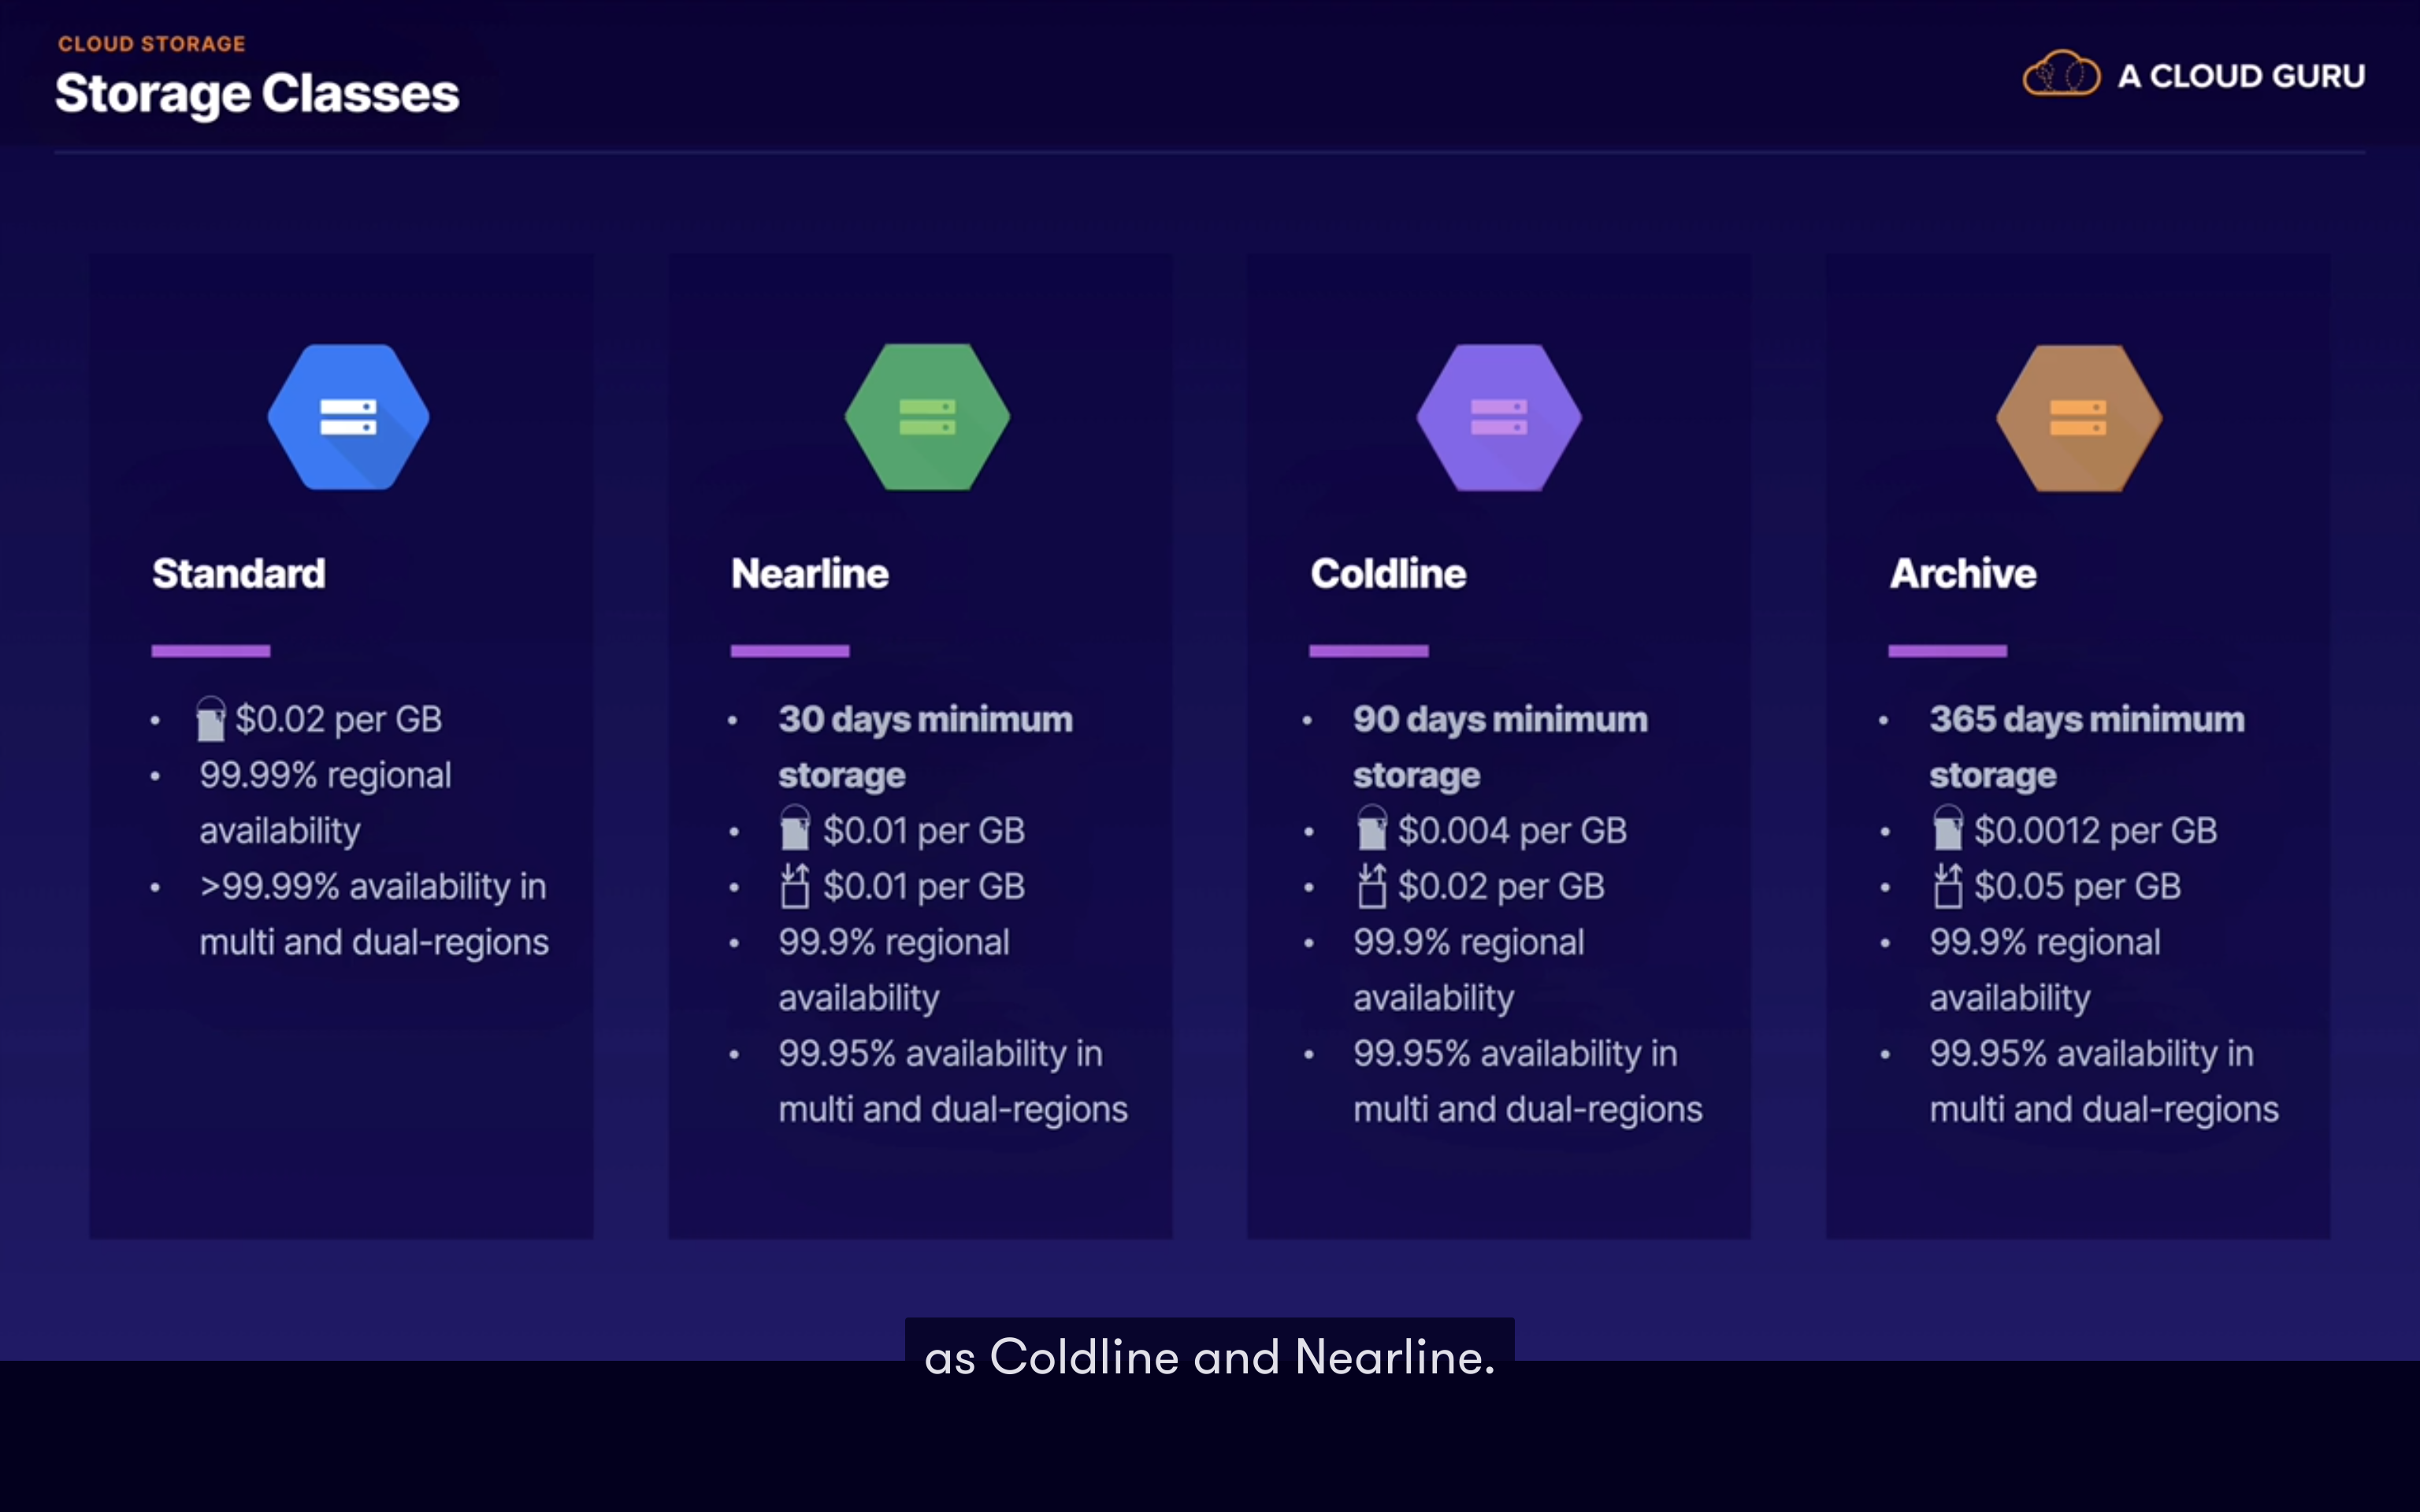 CLOUD STORAGE
Storage Classes
A CLOUD GURU
Standard
• $0.02 per GB
• 99.99% regional
availability
• >99.99% availability in
multi and dual-regions
Nearline
• 30 days minimum
storage
• $0.01 per GB
• $0.01 per GB
• 99.9% regional
availability
• 99.95% availability in
multi and dual-regions
Coldline
• 90 days minimum
storage
• $0.004 per GB
• $0.02 per GB
• 99.9% regional
availability
• 99.95% availability in
multi and dual-regions
Archive
• 365 days minimum
storage
• $0.0012 per GB
• $0.05 per GB
• 99.9% regional
availability
• 99.95% availability in
multi and dual-regions
as Coldline and Nearline.